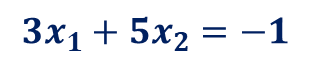 3x₁ + 5x₂ = −1